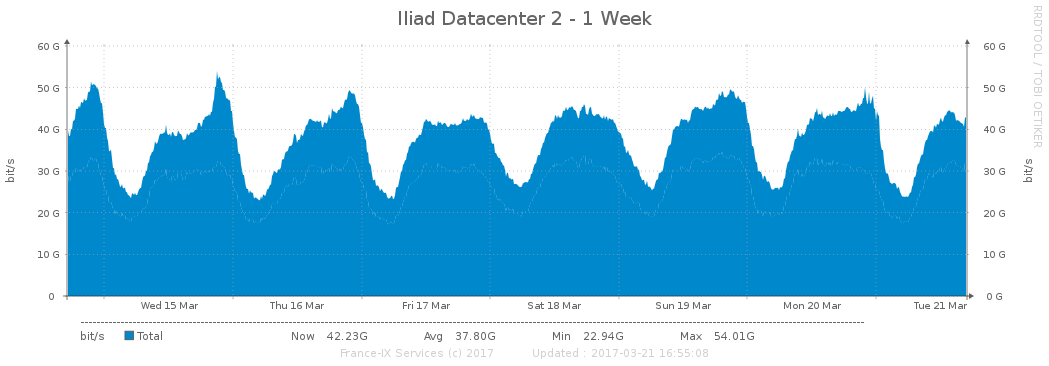 Iliad Datacenter 2 - 1 Week
RRDTOOL / TOBI OETIKER
60 G 60 G
50 G 50 G
40 G 40 G
30 G 30 G
20 G 20 G
10 G 10 G
0 0 G
bit/s bit/s
Wed 15 Mar Thu 16 Mar Fri 17 Mar Sat 18 Mar Sun 19 Mar Mon 20 Mar Tue 21 Mar
bit/s Total Now 42.23G Avg 37.80G Min 22.94G Max 54.01G
France-IX Services (c) 2017 Updated : 2017-03-21 16:55:08